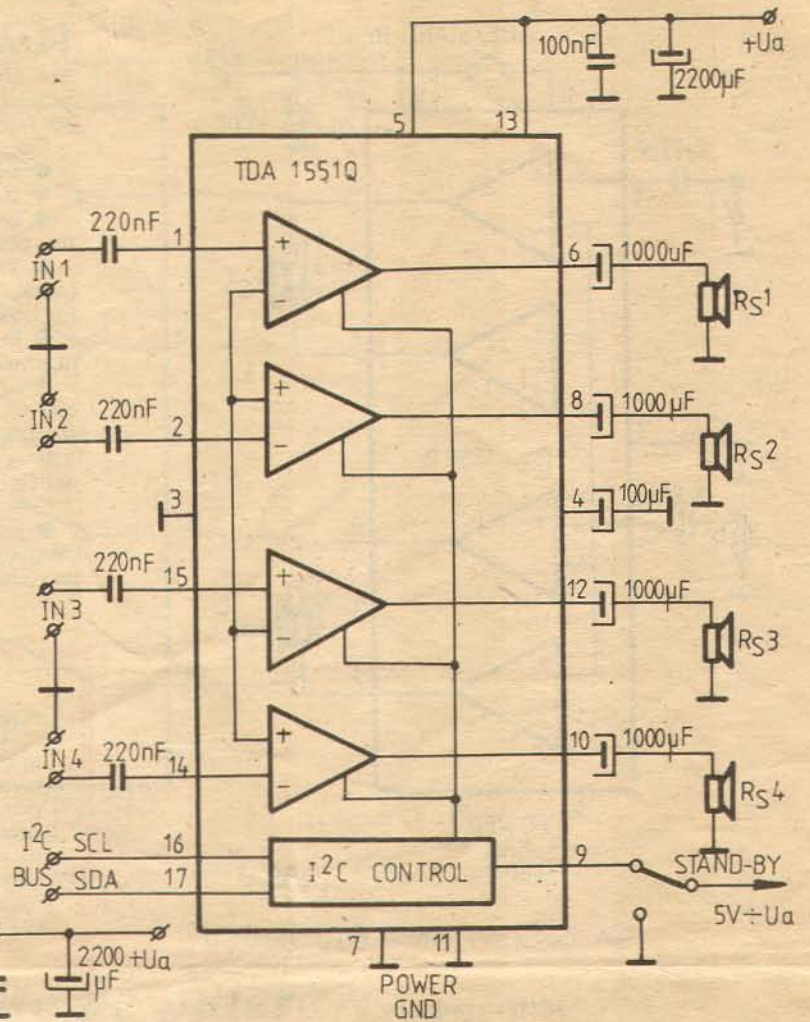 100nF
+Ua
2200µF
5
13
TDA 1551Q
220nF
1
+
−
6
1000uF
IN1
RS1
220nF
IN2
2
+
−
8
1000µF
RS2
3
4
100µF
220nF
15
+
−
12
1000µF
IN3
RS3
220nF
IN4
14
+
−
10
1000µF
RS4
I²C
BUS
SCL
16
SDA
17
I²C CONTROL
9
STAND-BY
5V÷Ua
2200
µF
+Ua
7
11
POWER
GND